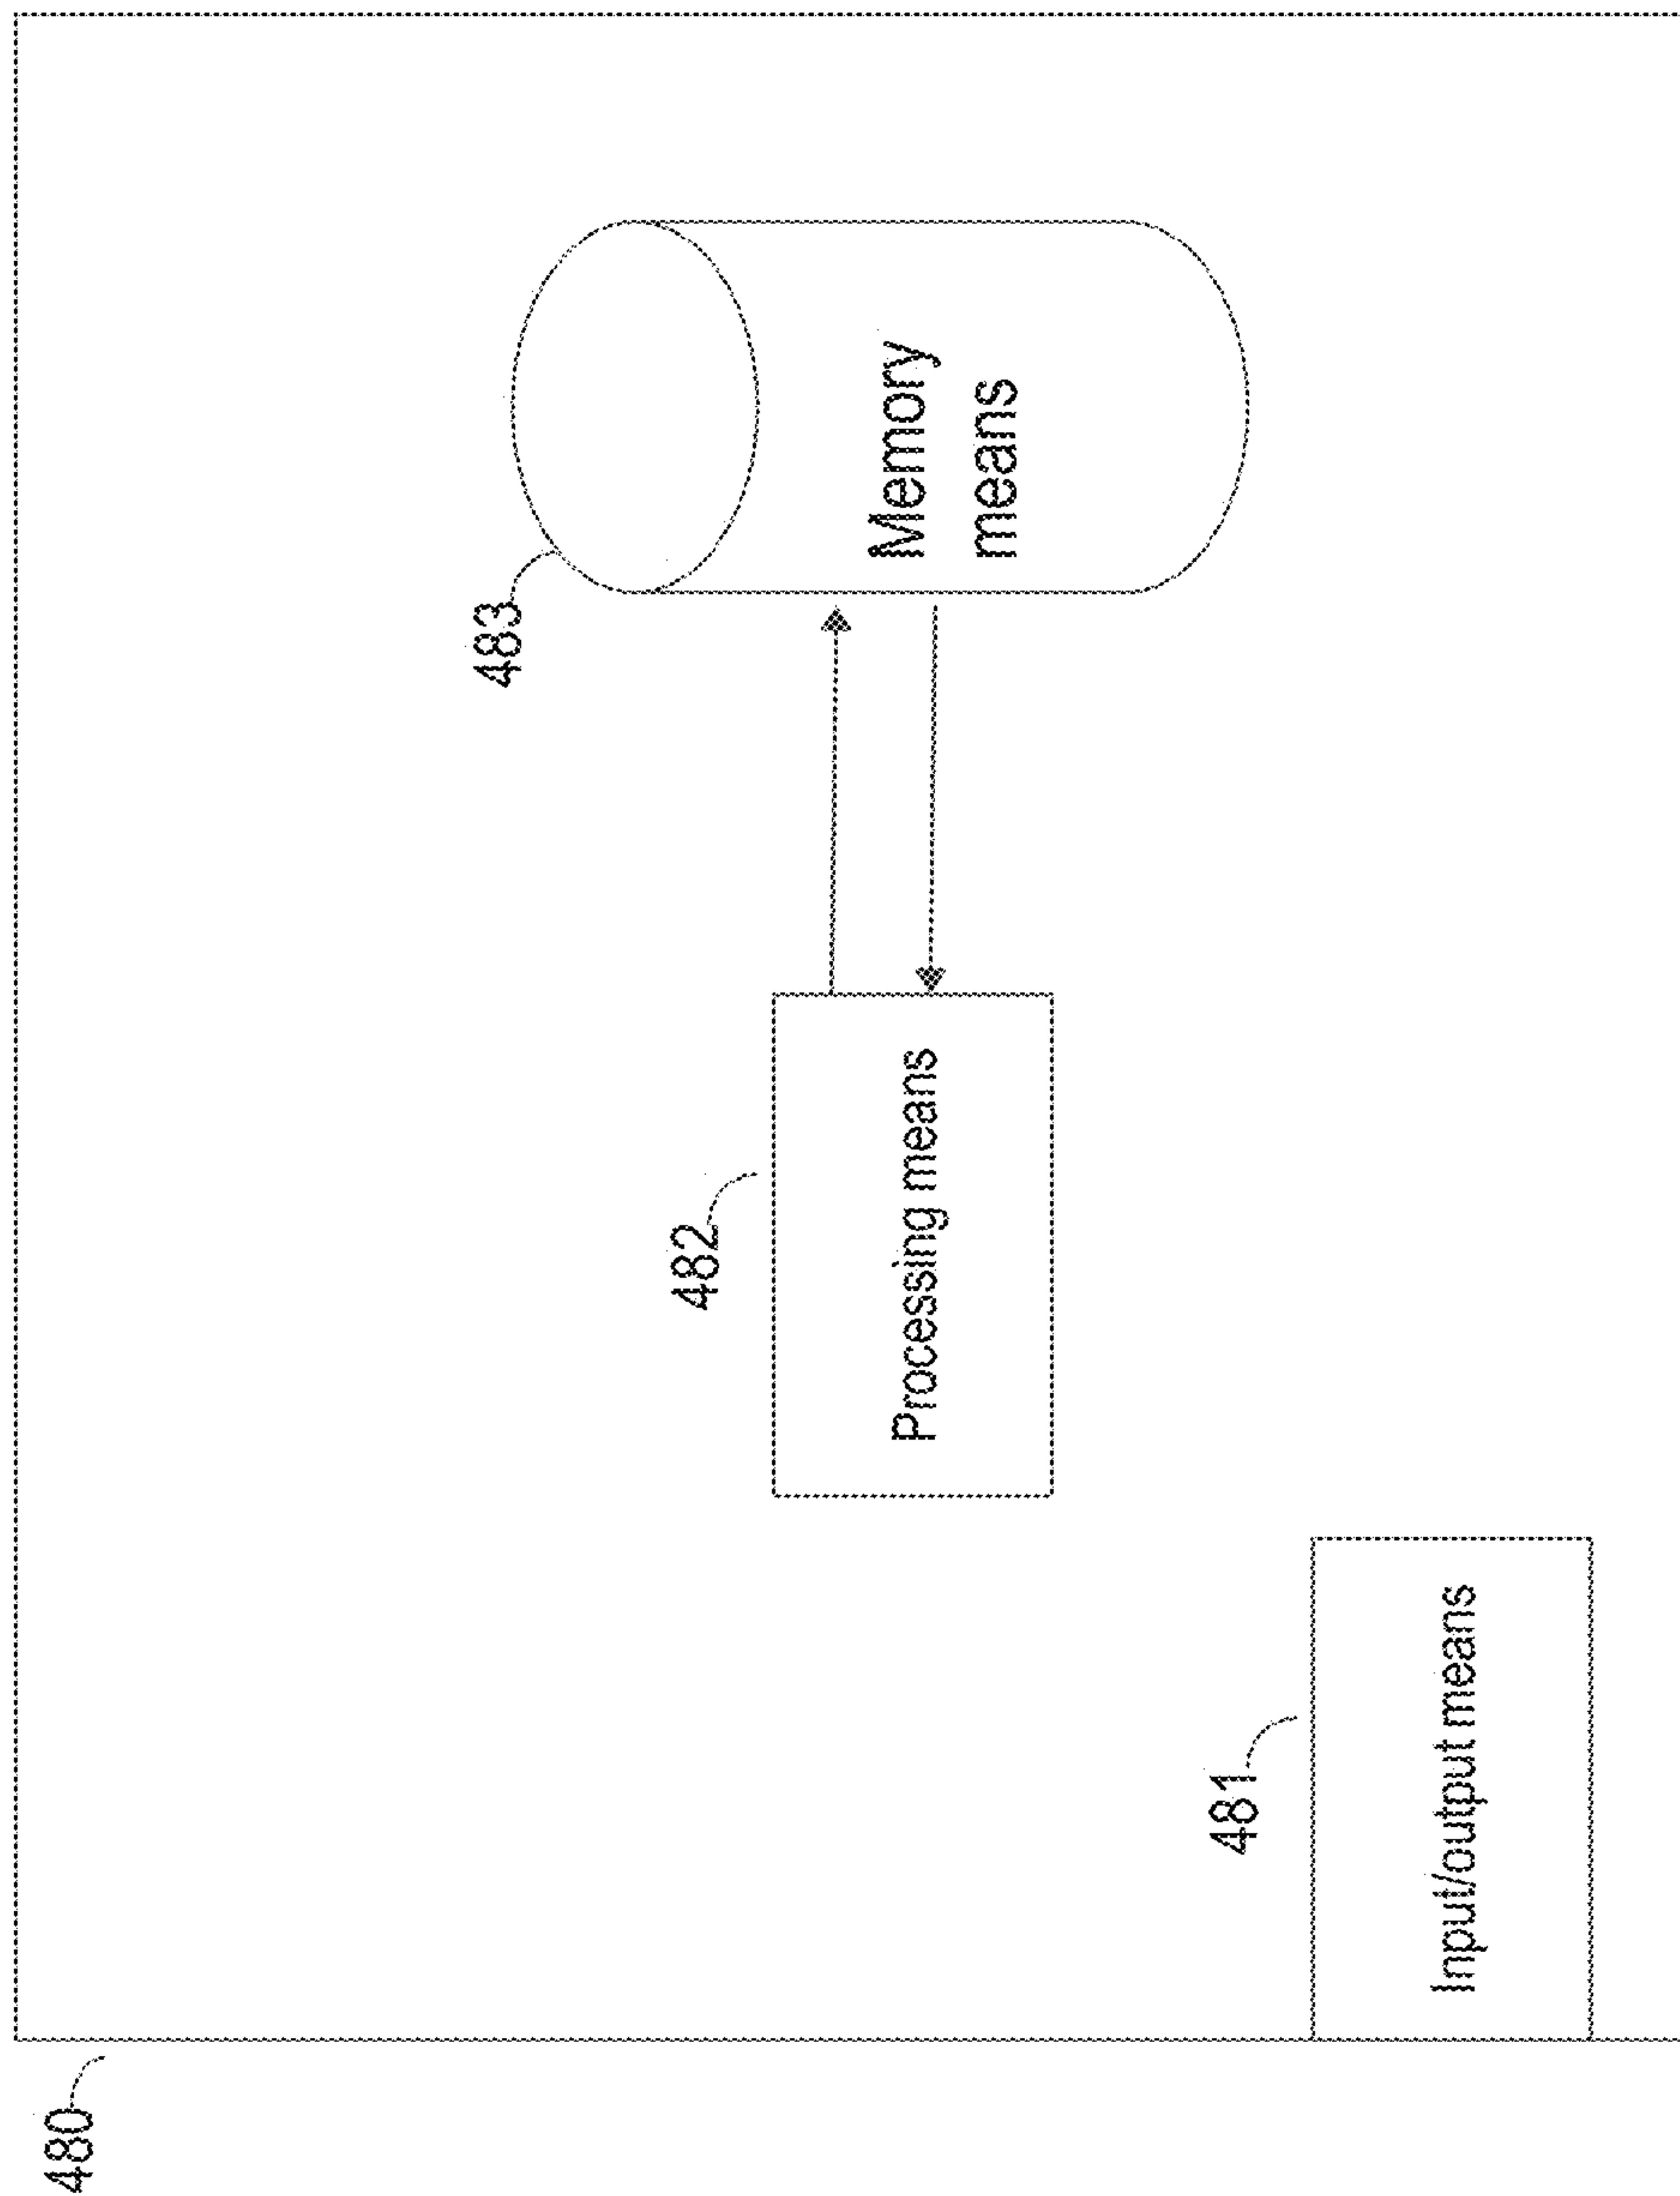 480
481
Input/output means
482
Processing means
483
Memory
means